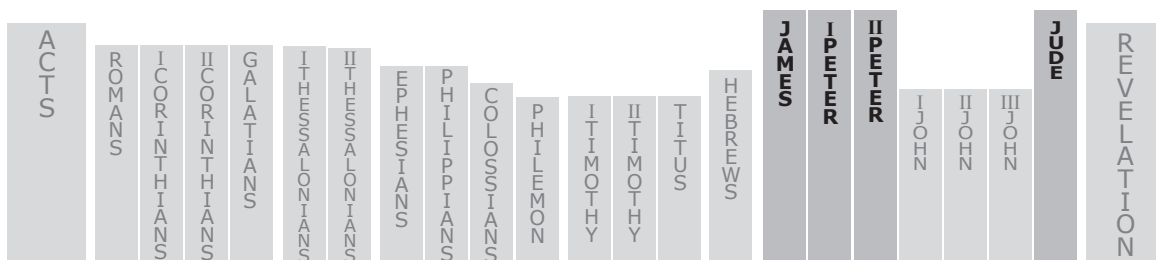 ACTS
ROMANS
I CORINTHIANS
II CORINTHIANS
GALATIANS
I THESSALONIANS
II THESSALONIANS
EPHESIANS
PHILIPPIANS
COLOSSIANS
PHILEMON
I TIMOTHY
II TIMOTHY
TITUS
HEBREWS
JAMES
I PETER
II PETER
I JOHN
II JOHN
III JOHN
JUDE
REVELATION